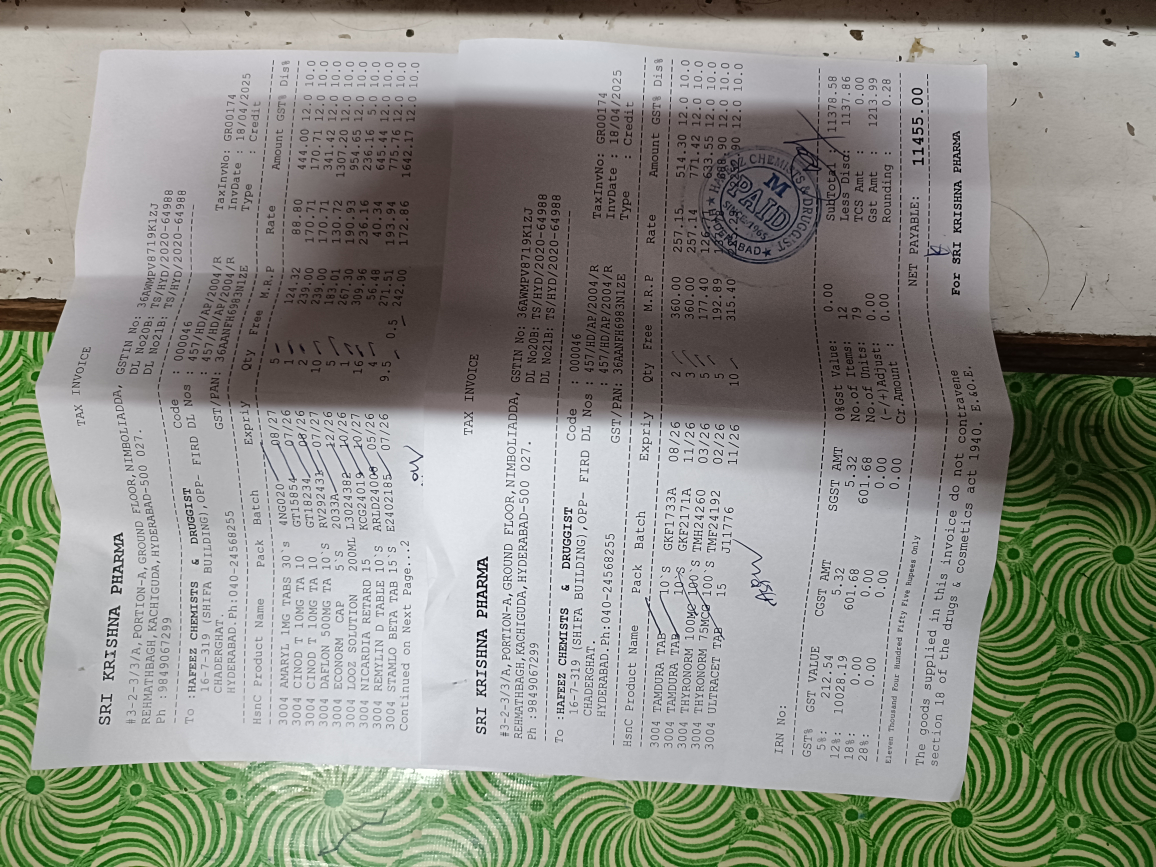 TAX INVOICE
SRI KRISHNA PHARMA
#3-2-3/3/A,PORTION-A,GROUND FLOOR,NIMBOLIADDA, GSTIN No: 36AWMPV8719K1ZJ
REHMATHBAGH,KACHIGUDA,HYDERABAD-500 027. DL No20B: TS/HYD/2020-64988
Ph :9849067299 DL No21B: TS/HYD/2020-64988
To :HAFEEZ CHEMISTS & DRUGGIST Code : 000046
16-7-319 (SHIFA BUILDING),OPP- FIRD DL Nos : 457/HD/AP/2004/R TaxInvNo: GR001174
CHADERGHAT. : 457/HD/AP/2004/R InvDate : 18/04/2025
HYDERABAD.Ph:040-24568255 GST/PAN: 36AANFH6983N1ZE Type : Credit
HsnC Product Name Pack Batch Expriy Qty Free M.R.P Rate Amount GST% Dis%
3004 AMARYL 1MG TABS 30`s 4NG020 08/27 5 124.32 88.80 444.00 12.0 10.0
3004 CINOD T 10MG TA 10 GT15854 07/26 1 239.00 170.71 170.71 12.0 10.0
3004 CINOD T 10MG TA 10 GT18234 08/26 2 239.00 170.71 341.42 12.0 10.0
3004 DAFLON 500MG TA 10`S RV292431 07/27 10 183.01 130.72 1307.20 12.0 10.0
3004 ECONORM CAP 5`S 2033A 12/26 5 267.30 190.93 954.65 12.0 10.0
3004 LOOZ SOLUTION 200ML L3024382 10/26 1 309.96 236.16 236.16 5.0 10.0
3004 NICARDIA RETARD 15 KCG24019 10/27 16 56.48 40.34 645.44 12.0 10.0
3004 REMYLIN D TABLE 10`S ARLD24008 05/26 4 271.51 193.94 775.76 12.0 10.0
3004 STAMLO BETA TAB 15`S E2402185 07/26 9.5 0.5 242.00 172.86 1642.17 12.0 10.0
Continued on Next Page..2
TAX INVOICE
SRI KRISHNA PHARMA
#3-2-3/3/A,PORTION-A,GROUND FLOOR,NIMBOLIADDA, GSTIN No: 36AWMPV8719K1ZJ
REHMATHBAGH,KACHIGUDA,HYDERABAD-500 027. DL No20B: TS/HYD/2020-64988
Ph :9849067299 DL No21B: TS/HYD/2020-64988
To :HAFEEZ CHEMISTS & DRUGGIST Code : 000046
16-7-319 (SHIFA BUILDING),OPP- FIRD DL Nos : 457/HD/AP/2004/R TaxInvNo: GR001174
CHADERGHAT. : 457/HD/AP/2004/R InvDate : 18/04/2025
HYDERABAD.Ph:040-24568255 GST/PAN: 36AANFH6983N1ZE Type : Credit
HsnC Product Name Pack Batch Expriy Qty Free M.R.P Rate Amount GST% Dis%
3004 TAMDURA TAB 10`S GKF1733A 08/26 2 360.00 257.15 514.30 12.0 10.0
3004 TAMDURA TAB 10`S GKF2171A 11/26 3 360.00 257.14 771.42 12.0 10.0
3004 THYRONORM 100MC 100`S TMH24260 03/26 5 177.40 633.55 12.0 10.0
3004 THYRONORM 75MCG 100`S TMF24192 02/26 5 192.89 12.0 10.0
3004 ULTRACET TAB 15`S J11776 11/26 10 315.40 12.0 10.0
HAFEEZ CHEMISTS & DRUGGIST
M
PAID
SINCE-1965
HYDERABAD
IRN No:
GST% GST VALUE CGST AMT SGST AMT 0%Gst Value: 0.00 SubTotal 11378.58
5%: 212.54 5.32 5.32 No.of Items: 12 Less Disc: 1137.86
12%: 10028.19 601.68 601.68 No.of Units: 79 TCS Amt : 0.00
18%: 0.00 0.00 0.00 (-/+)Adjust: 0.00 Gst Amt : 1213.99
28%: 0.00 0.00 0.00 Cr.Amount : 0.00 Rounding : 0.28
Eleven Thousand Four Hundred Fifty Five Rupees Only
NET PAYABLE: 11455.00
The goods supplied in this invoice do not contravene
section 18 of the drugs & cosmetics act 1940. E.&O.E.
For SRI KRISHNA PHARMA